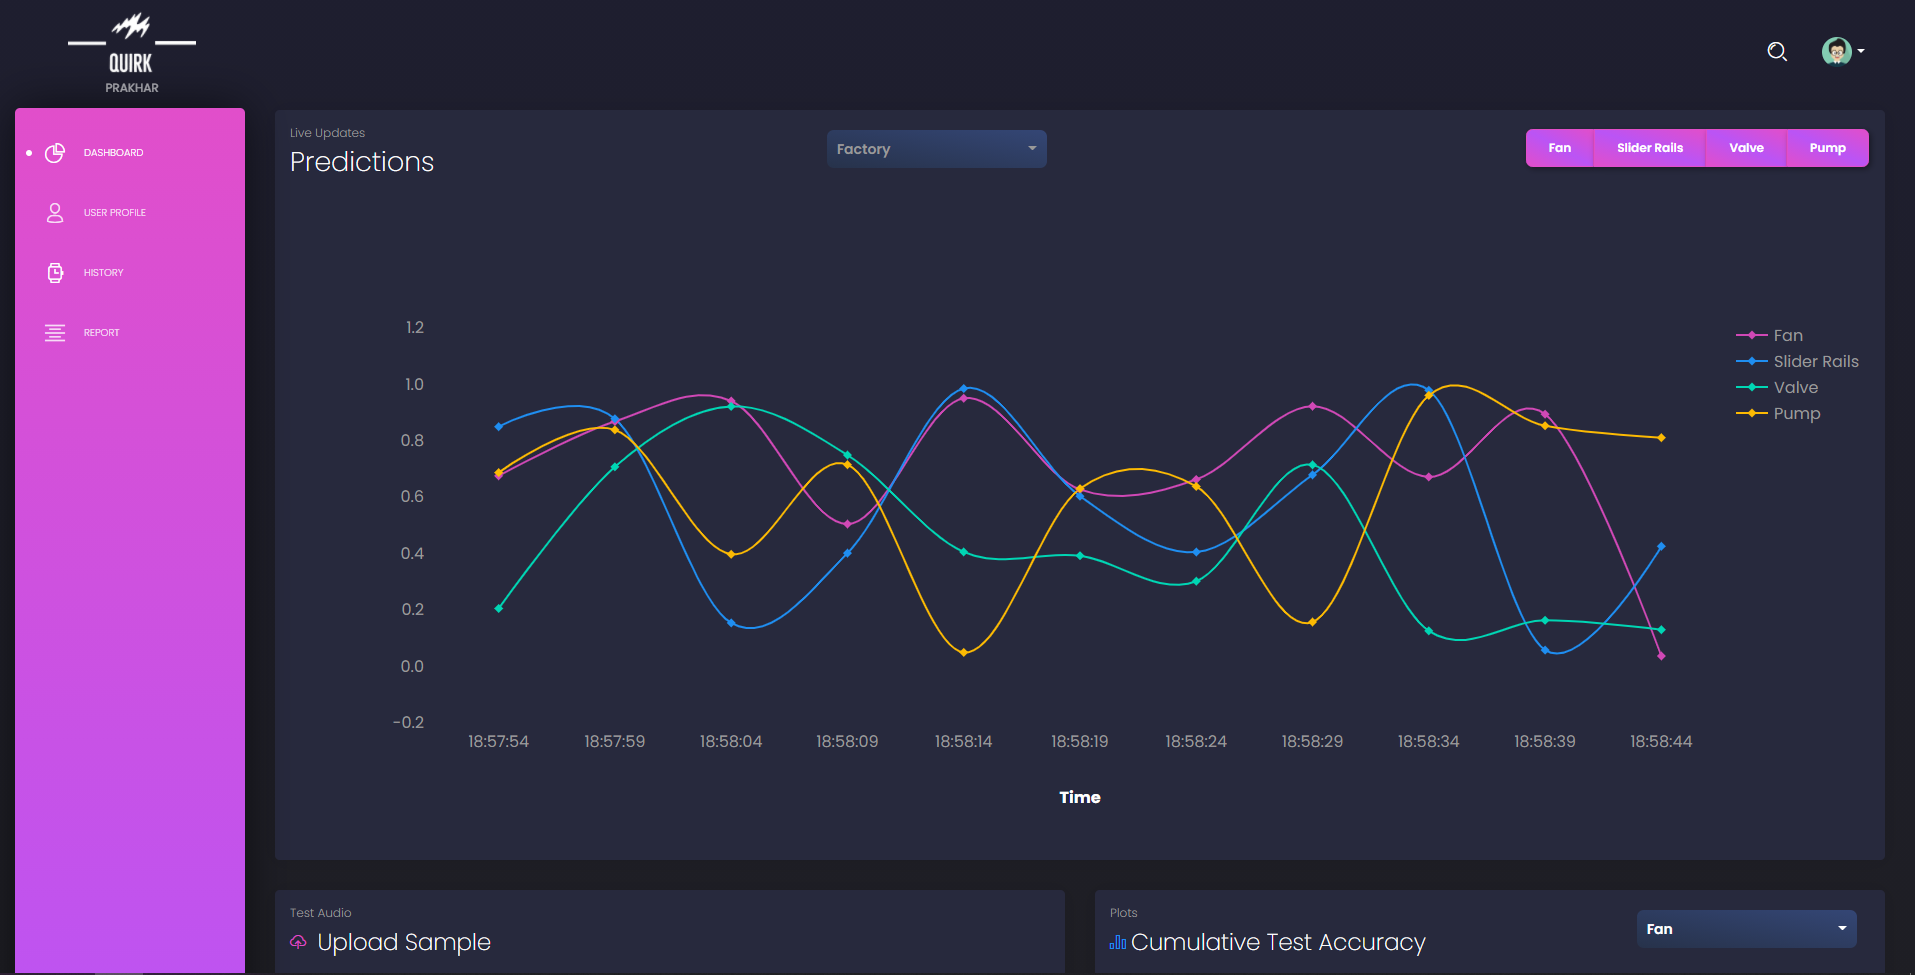 QUIRK
PRAKHAR
DASHBOARD
USER PROFILE
HISTORY
REPORT
Live Updates
Predictions
Factory
Fan Slider Rails Valve Pump
1.2
1.0
0.8
0.6
0.4
0.2
0.0
−0.2
18:57:54 18:57:59 18:58:04 18:58:09 18:58:14 18:58:19 18:58:24 18:58:29 18:58:34 18:58:39 18:58:44
Time
Fan
Slider Rails
Valve
Pump
Test Audio
Upload Sample
Plots
Cumulative Test Accuracy
Fan